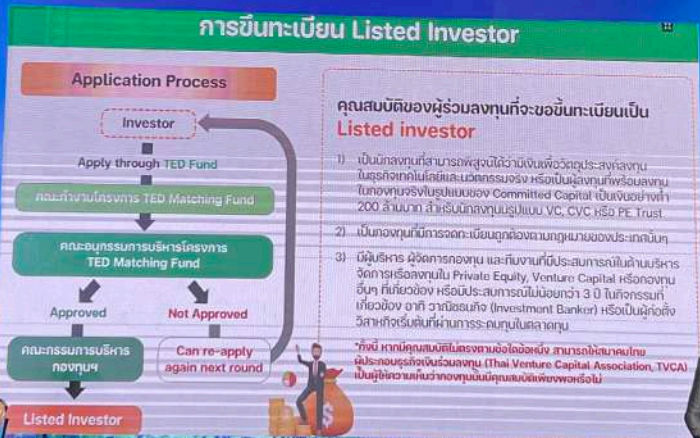 การขึ้นทะเบียน Listed Investor
Application Process
Investor
Apply through TED Fund
คณะทำงานโครงการ TED Matching Fund
คณะอนุกรรมการบริหารโครงการ
TED Matching Fund
Approved
Not Approved
คณะกรรมการบริหาร
กองทุนฯ
Can re-apply
again next round
Listed Investor
คุณสมบัติของผู้ร่วมลงทุนที่จะขอขึ้นทะเบียนเป็น
Listed investor
1) เป็นนักลงทุนที่สามารถพิสูจน์ได้ว่ามีเงินเพื่อวัตถุประสงค์ลงทุน
ในธุรกิจเทคโนโลยีและนวัตกรรมจริง หรือเป็นผู้ลงทุนที่พร้อมลงทุน
ในกองทุนจริงในรูปแบบของ Committed Capital เป็นเงินอย่างต่ำ
200 ล้านบาท สำหรับนักลงทุนรูปแบบ VC, CVC หรือ PE Trust
2) เป็นกองทุนที่มีการจดทะเบียนถูกต้องตามกฎหมายของประเทศนั้นๆ
3) มีผู้บริหาร ผู้จัดการกองทุน และทีมงานที่มีประสบการณ์ในด้านบริหาร
จัดการหรือลงทุนใน Private Equity, Venture Capital หรือกองทุน
อื่นๆ ที่เกี่ยวข้อง หรือมีประสบการณ์ไม่น้อยกว่า 3 ปี ในกิจกรรมที่
เกี่ยวข้อง อาทิ วาณิชธนกิจ (Investment Banker) หรือเป็นผู้ก่อตั้ง
วิสาหกิจเริ่มต้นที่ผ่านการระดมทุนในตลาดทุน
*ทั้งนี้ หากมีคุณสมบัติไม่ตรงตามข้อใดข้อหนึ่ง สามารถให้สมาคมไทย
ผู้ประกอบธุรกิจเงินร่วมลงทุน (Thai Venture Capital Association, TVCA)
เป็นผู้ให้ความเห็นว่ากองทุนนั้นมีคุณสมบัติเพียงพอหรือไม่